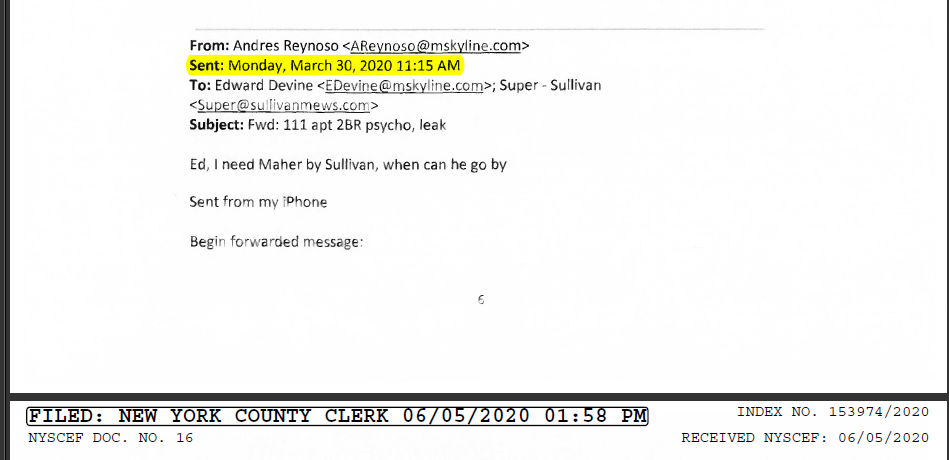 From: Andres Reynoso <AReynoso@mskyline.com>
Sent: Monday, March 30, 2020 11:15 AM
To: Edward Devine <EDevine@mskyline.com>; Super - Sullivan
<Super@sullivanmews.com>
Subject: Fwd: 111 apt 2BR psycho, leak
Ed, I need Maher by Sullivan, when can he go by
Sent from my iPhone
Begin forwarded message:
6
FILED: NEW YORK COUNTY CLERK 06/05/2020 01:58 PM
INDEX NO. 153974/2020
NYSCEF DOC. NO. 16
RECEIVED NYSCEF: 06/05/2020